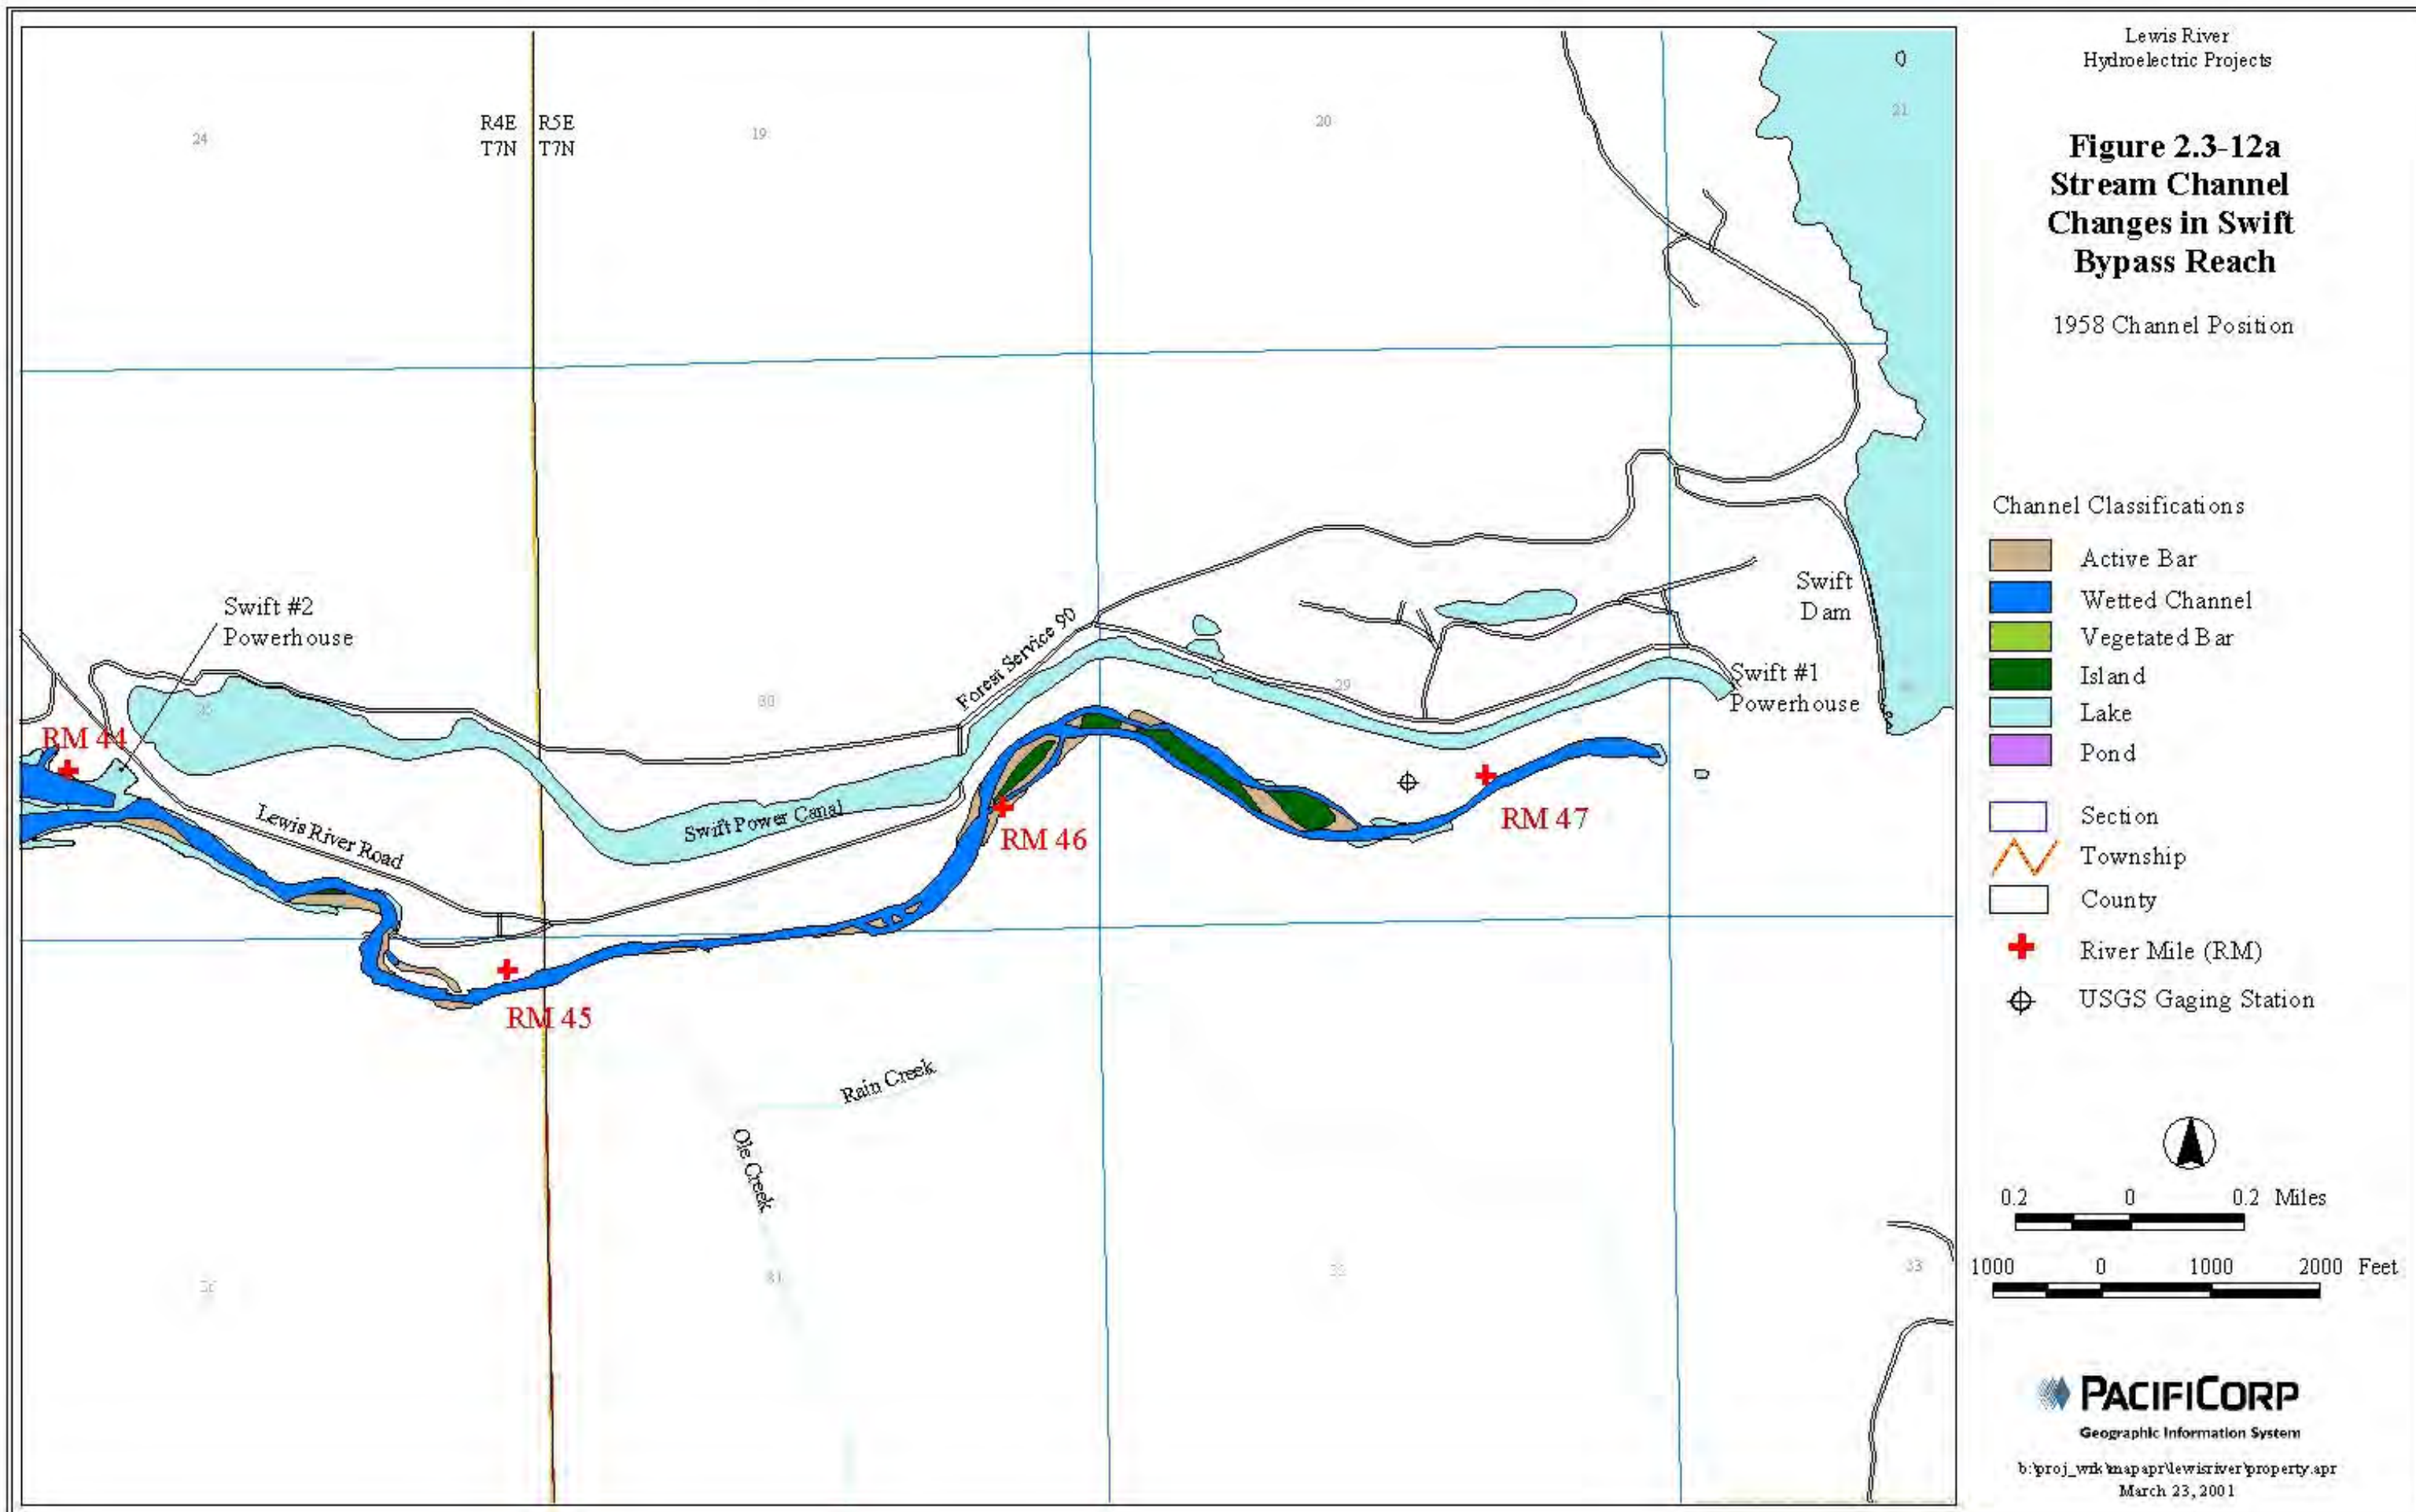 Lewis River
Hydroelectric Projects
Figure 2.3-12a
Stream Channel
Changes in Swift
Bypass Reach
1958 Channel Position
Channel Classifications
Active Bar
Wetted Channel
Vegetated Bar
Island
Lake
Pond
Section
Township
County
River Mile (RM)
USGS Gaging Station
0.2 0 0.2 Miles
1000 0 1000 2000 Feet
PACIFICORP
Geographic Information System
b:\proj_wrk\mapapr\lewisriver\property.apr
March 23, 2001
24
R4E R5E
T7N T7N
19
20
21
Swift #2
Powerhouse
Forest Service 90
Swift
Dam
Swift #1
Powerhouse
30
29
RM 44
Lewis River Road
Swift Power Canal
RM 46
RM 47
RM 45
Rain Creek
Ole Creek
31
33